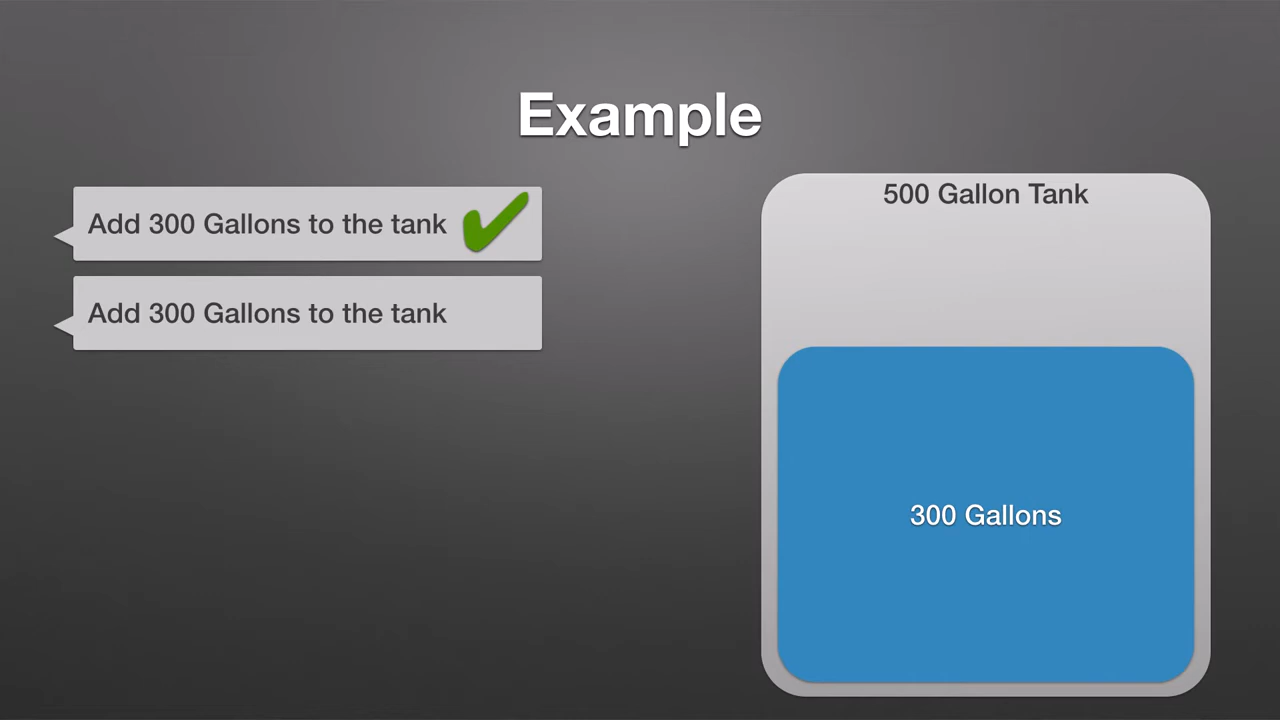 Example
Add 300 Gallons to the tank
Add 300 Gallons to the tank
500 Gallon Tank
300 Gallons